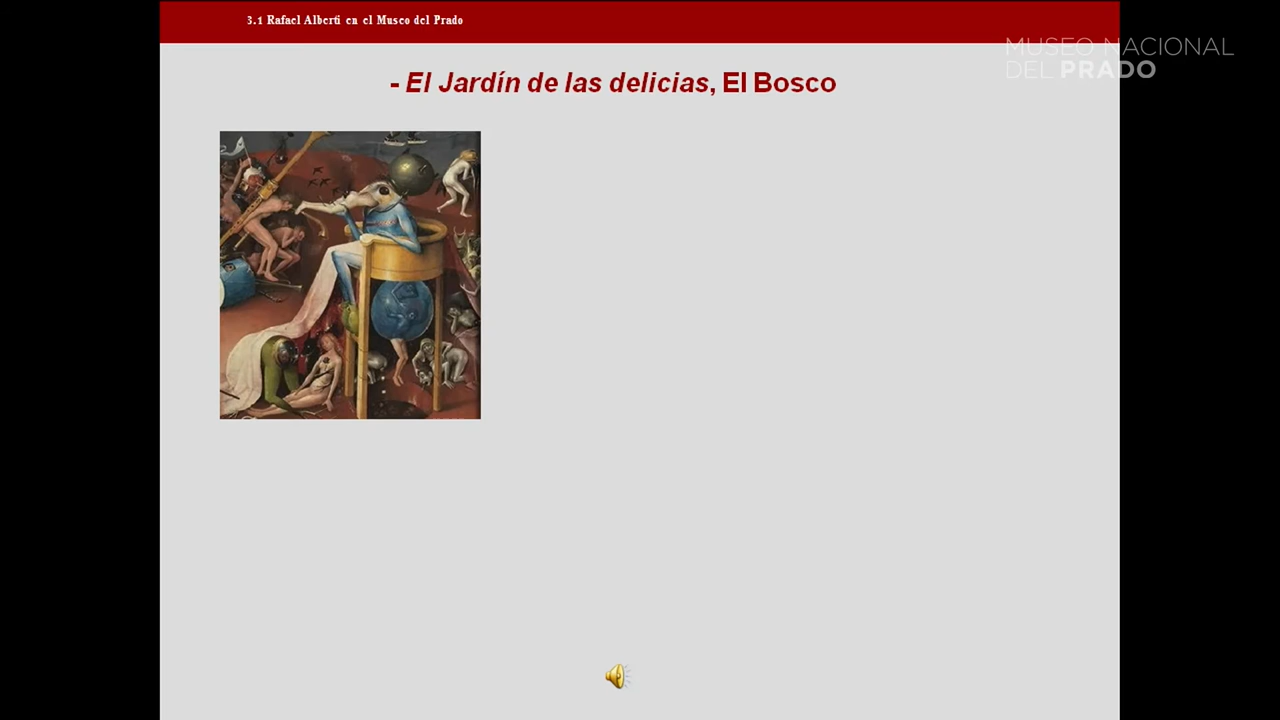 3.1 Rafael Alberti en el Museo del Prado
MUSEO NACIONAL
DEL PRADO
- El Jardín de las delicias, El Bosco